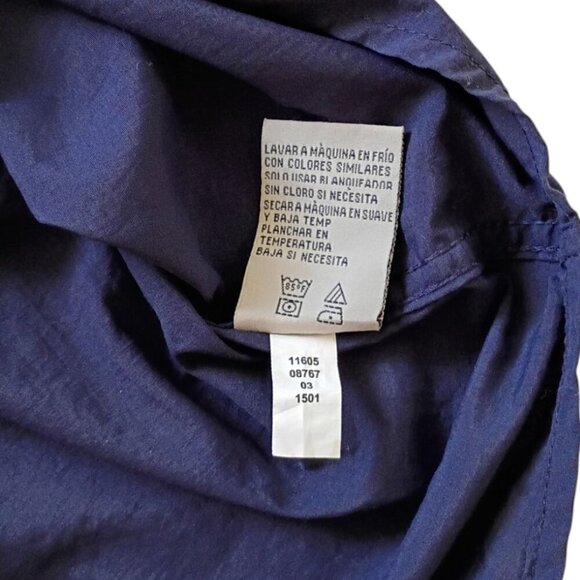 LAVAR A MÀQUINA EN FRÍO
CON COLORES SIMILARES
SOLO USAR BLANQUEADOR
SIN CLORO SI NECESITA
SECAR A MÀQUINA EN SUAVE
Y BAJA TEMP
PLANCHAR EN
TEMPERATURA
BAJA SI NECESITA
85°F
11605
08767
03
1501